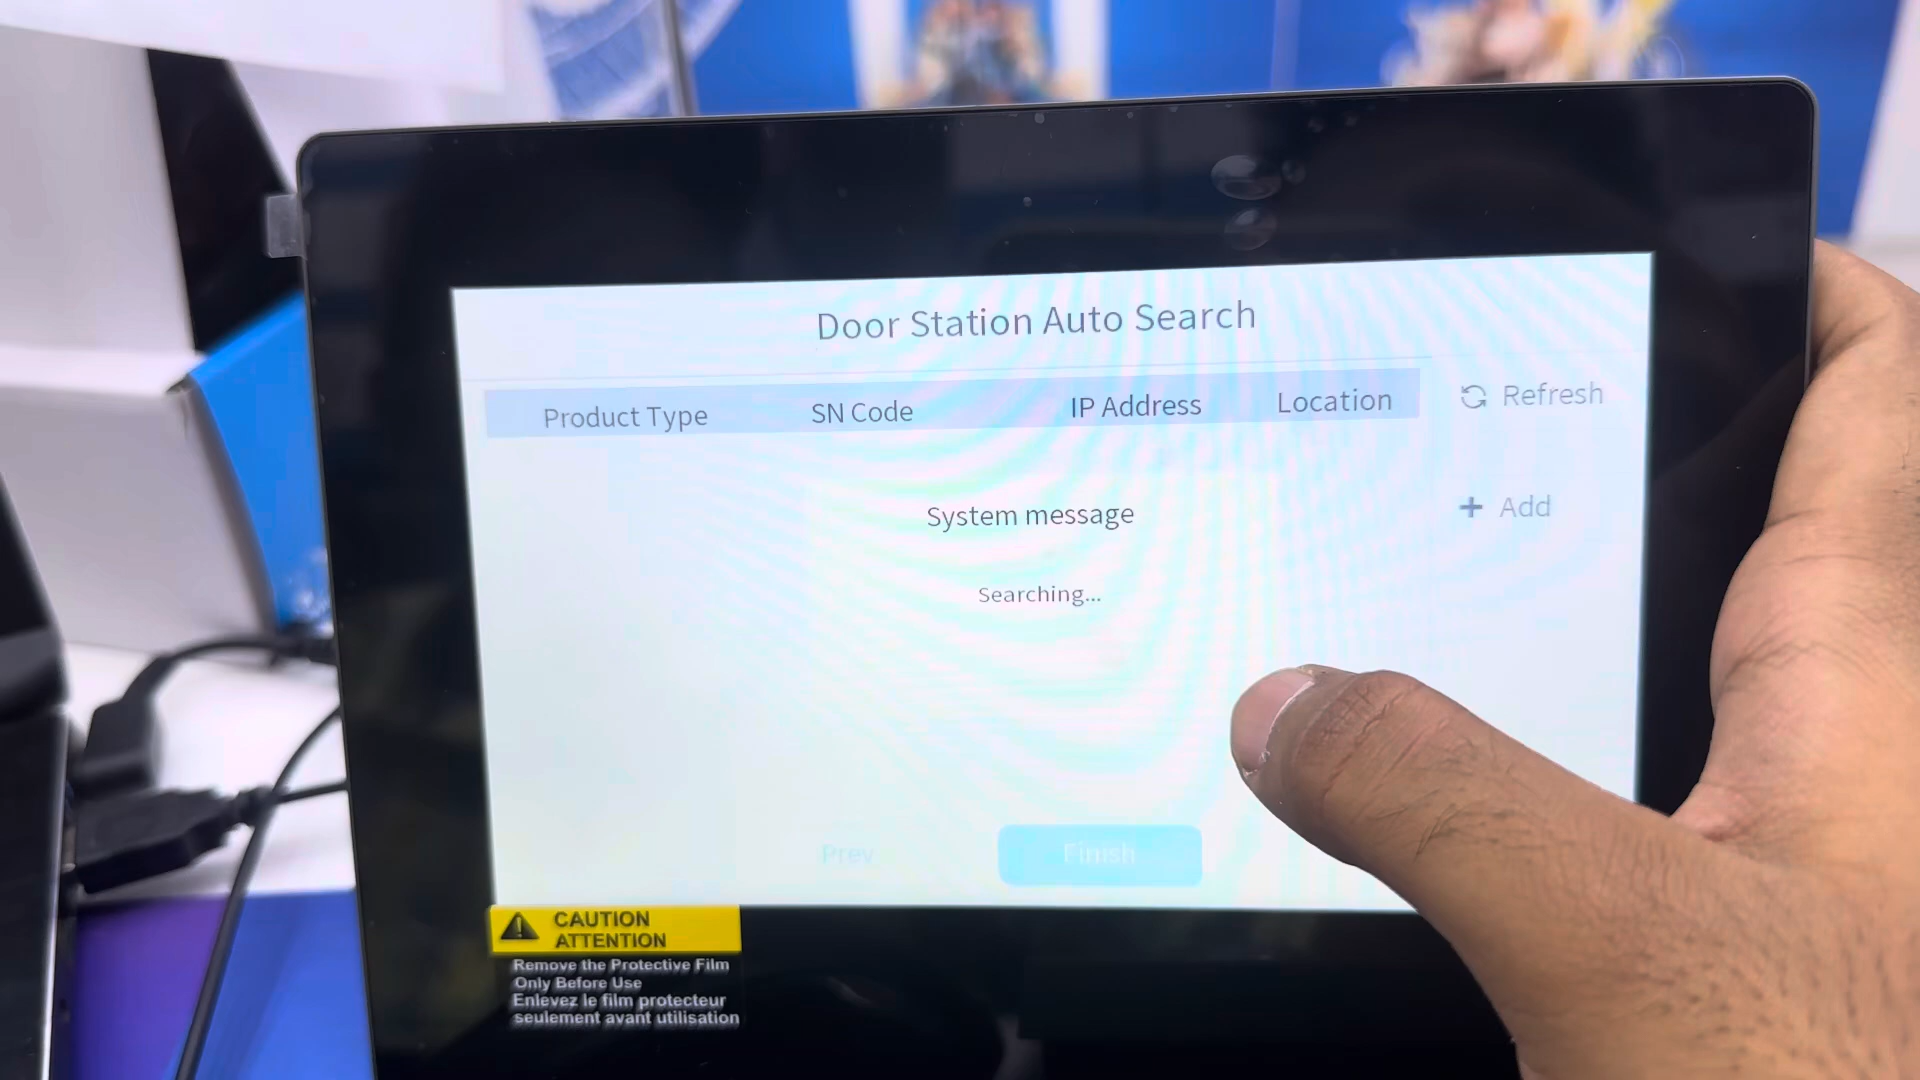 Door Station Auto Search
Product Type SN Code IP Address Location
Refresh
System message
+ Add
Searching...
Prev Finish
CAUTION
ATTENTION
Remove the Protective Film
Only Before Use
Enlevez le film protecteur
seulement avant utilisation